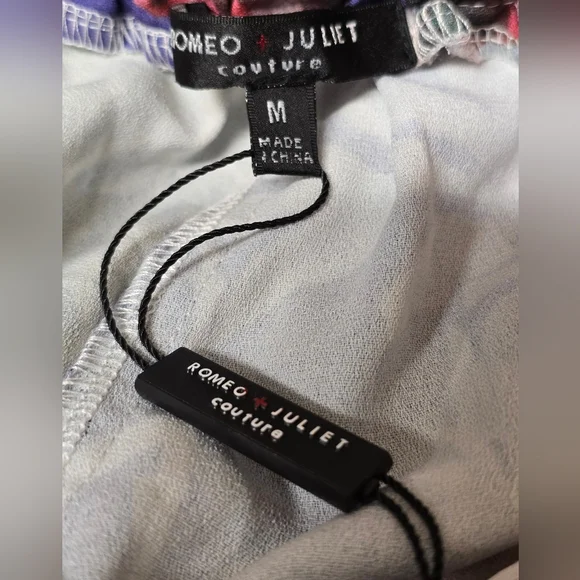 ROMEO + JULIET
couture
M
MADE
CHINA
ROMEO + JULIET
couture